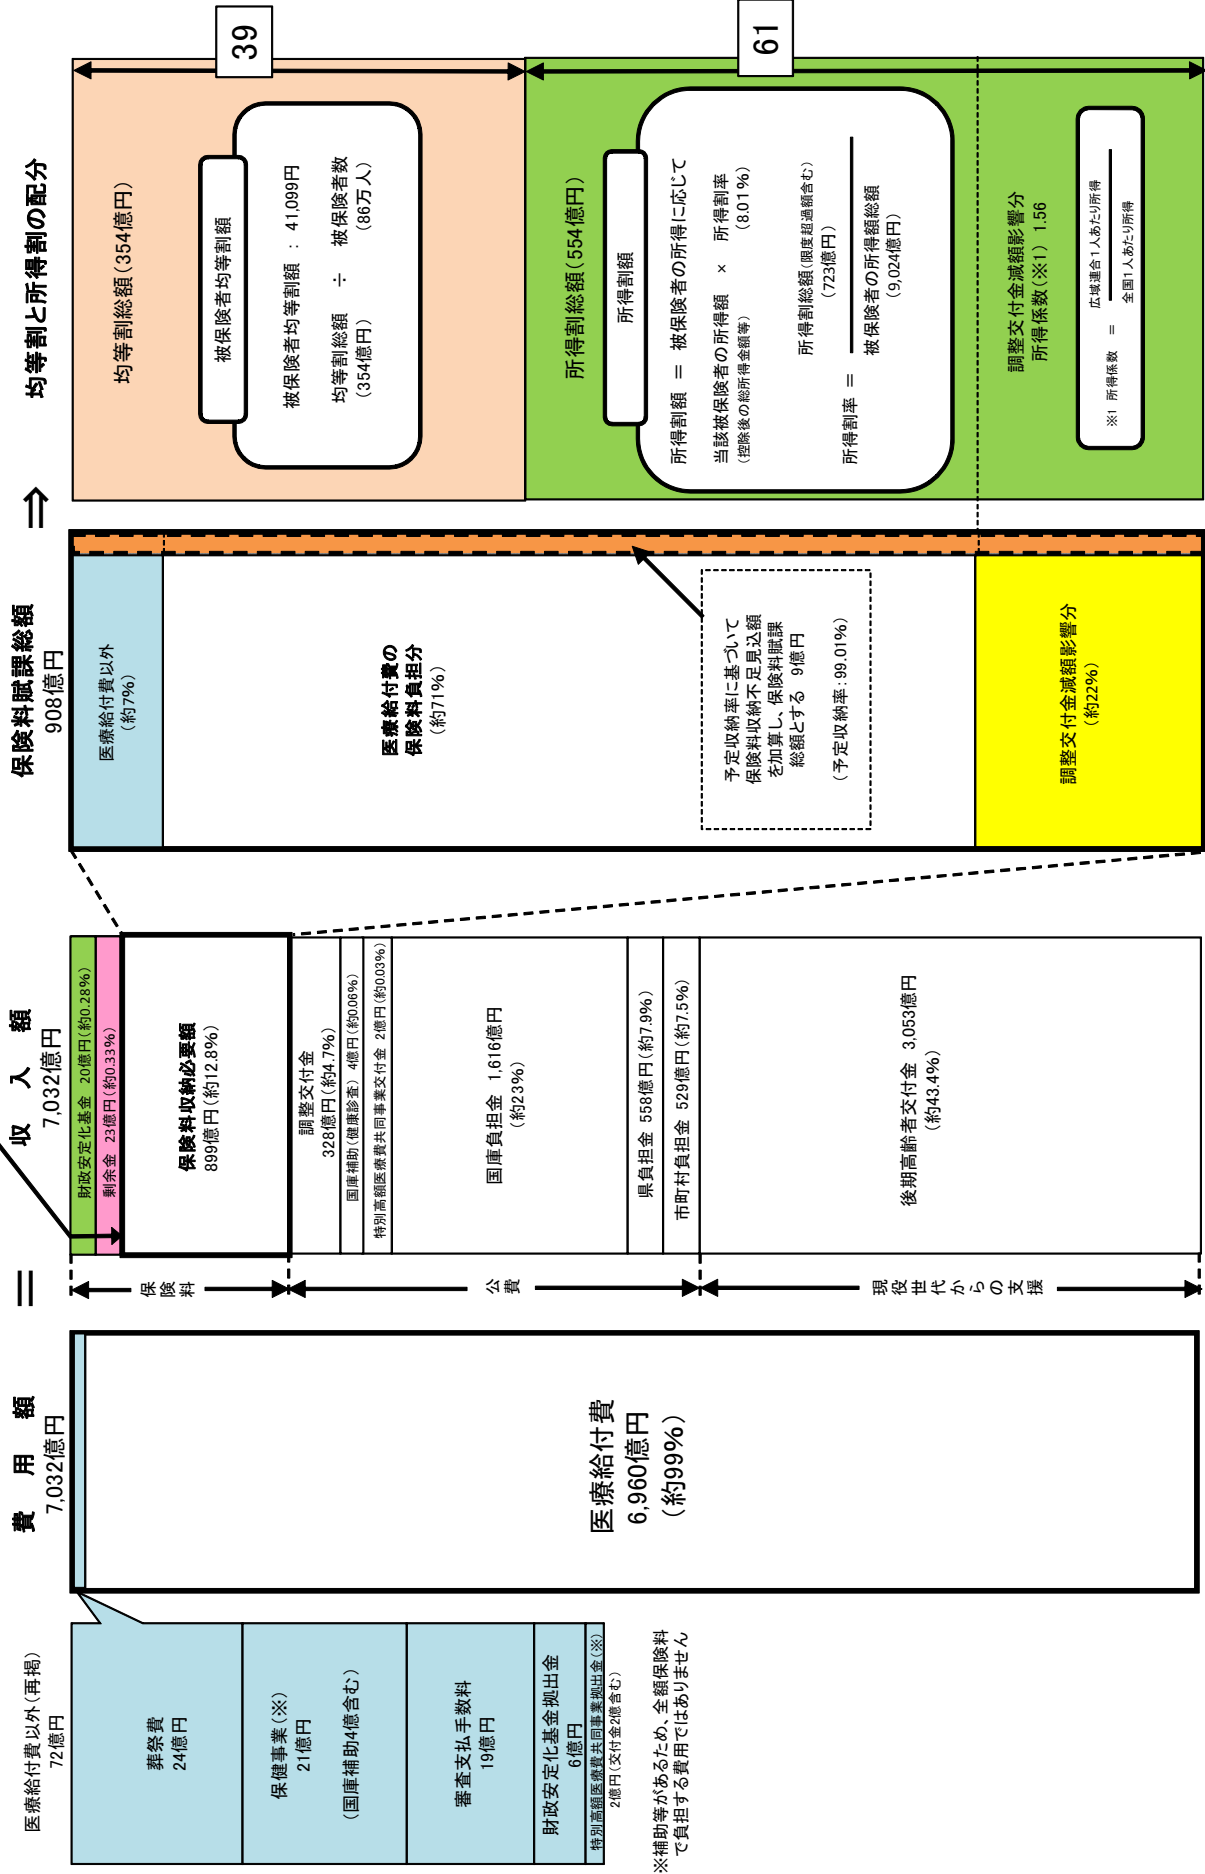 医療給付費以外（再掲）
72億円
葬祭費
24億円
保健事業（※）
21億円
（国庫補助4億含む）
審査支払手数料
19億円
財政安定化基金拠出金
6億円
特別高額医療費共同事業拠出金（※）
2億円（交付金2億含む）
※補助等があるため、全額保険料
で負担する費用ではありません
費　用　額
7,032億円
医療給付費
6,960億円
（約99%）
＝
収　入　額
7,032億円
保険料
公費
現役世代からの支援
財政安定化基金 20億円（約0.28%）
剰余金 23億円（約0.33%）
保険料収納必要額
899億円（約12.8%）
調整交付金
328億円（約4.7%）
国庫補助（健康診査） 4億円（約0.06%）
特別高額医療費共同事業交付金 2億円（約0.03%）
国庫負担金 1,616億円
（約23%）
県負担金 558億円（約7.9%）
市町村負担金 529億円（約7.5%）
後期高齢者交付金 3,053億円
（約43.4%）
保険料賦課総額
908億円
医療給付費以外
（約7%）
医療給付費の
保険料負担分
（約71%）
予定収納率に基づいて
保険料収納不足見込額
を加算し、保険料賦課
総額とする 9億円
（予定収納率：99.01%）
調整交付金減額影響分
（約22%）
⇒
均等割と所得割の配分
均等割総額（354億円）
被保険者均等割額
被保険者均等割額 ： 41,099円
均等割総額 ÷ 被保険者数
（354億円） （86万人）
39
所得割総額（554億円）
所得割額
所得割額 ＝ 被保険者の所得に応じて
当該被保険者の所得額 × 所得割率
（控除後の総所得金額等） （8.01%）
所得割総額（限度超過額含む）
（723億円）
所得割率 ＝
被保険者の所得額総額
（9,024億円）
61
調整交付金減額影響分
所得係数（※1） 1.56
広域連合1人あたり所得
※1 所得係数 ＝
全国1人あたり所得